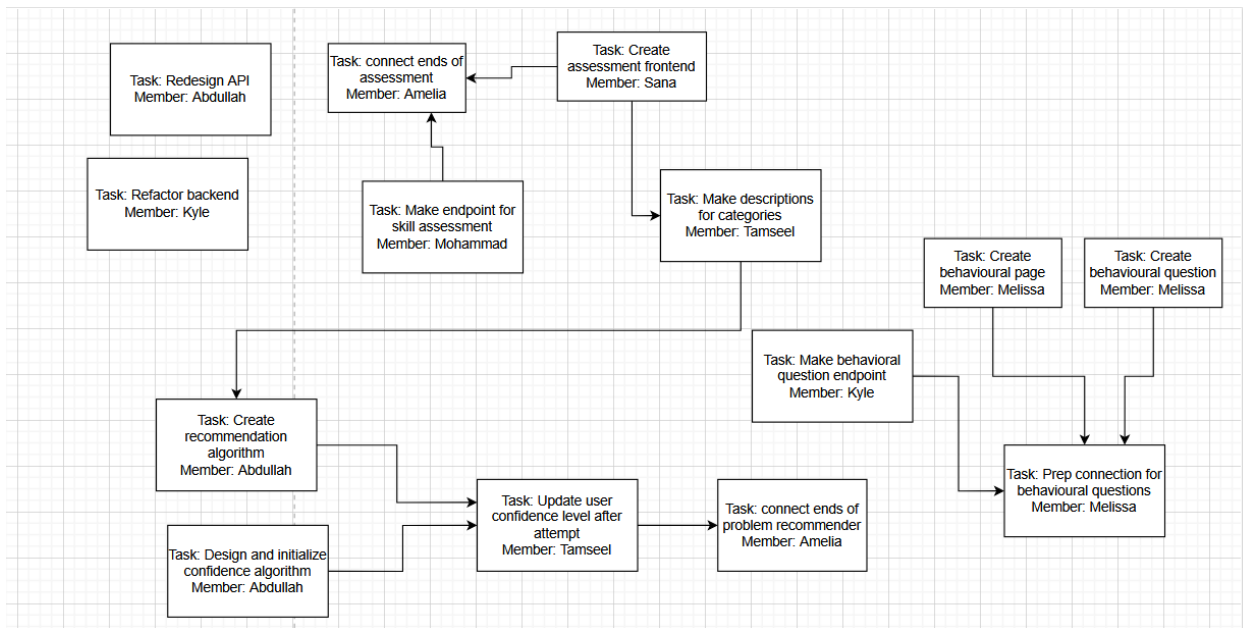 Task: Redesign API
Member: Abdullah
Task: connect ends of
assessment
Member: Amelia
Task: Create
assessment frontend
Member: Sana
Task: Refactor backend
Member: Kyle
Task: Make endpoint for
skill assessment
Member: Mohammad
Task: Make descriptions
for categories
Member: Tamseel
Task: Create
behavioural page
Member: Melissa
Task: Create
behavioural question
Member: Melissa
Task: Make behavioral
question endpoint
Member: Kyle
Task: Create
recommendation
algorithm
Member: Abdullah
Task: Update user
confidence level after
attempt
Member: Tamseel
Task: connect ends of
problem recommender
Member: Amelia
Task: Prep connection for
behavioural questions
Member: Melissa
Task: Design and initialize
confidence algorithm
Member: Abdullah